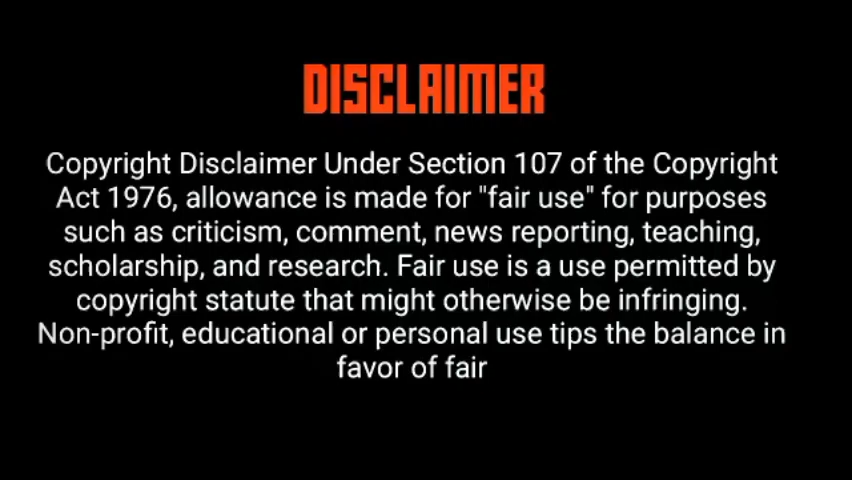 DISCLAIMER
Copyright Disclaimer Under Section 107 of the Copyright
Act 1976, allowance is made for "fair use" for purposes
such as criticism, comment, news reporting, teaching,
scholarship, and research. Fair use is a use permitted by
copyright statute that might otherwise be infringing.
Non-profit, educational or personal use tips the balance in
favor of fair